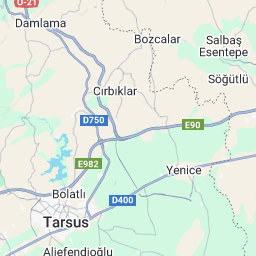 O-21
Damlama
Bozcalar
Salbaş
Esentepe
Söğütlü
Cırbıklar
D750
E90
E982
Yenice
Bolatlı
D400
Tarsus
Aliefendioğlu